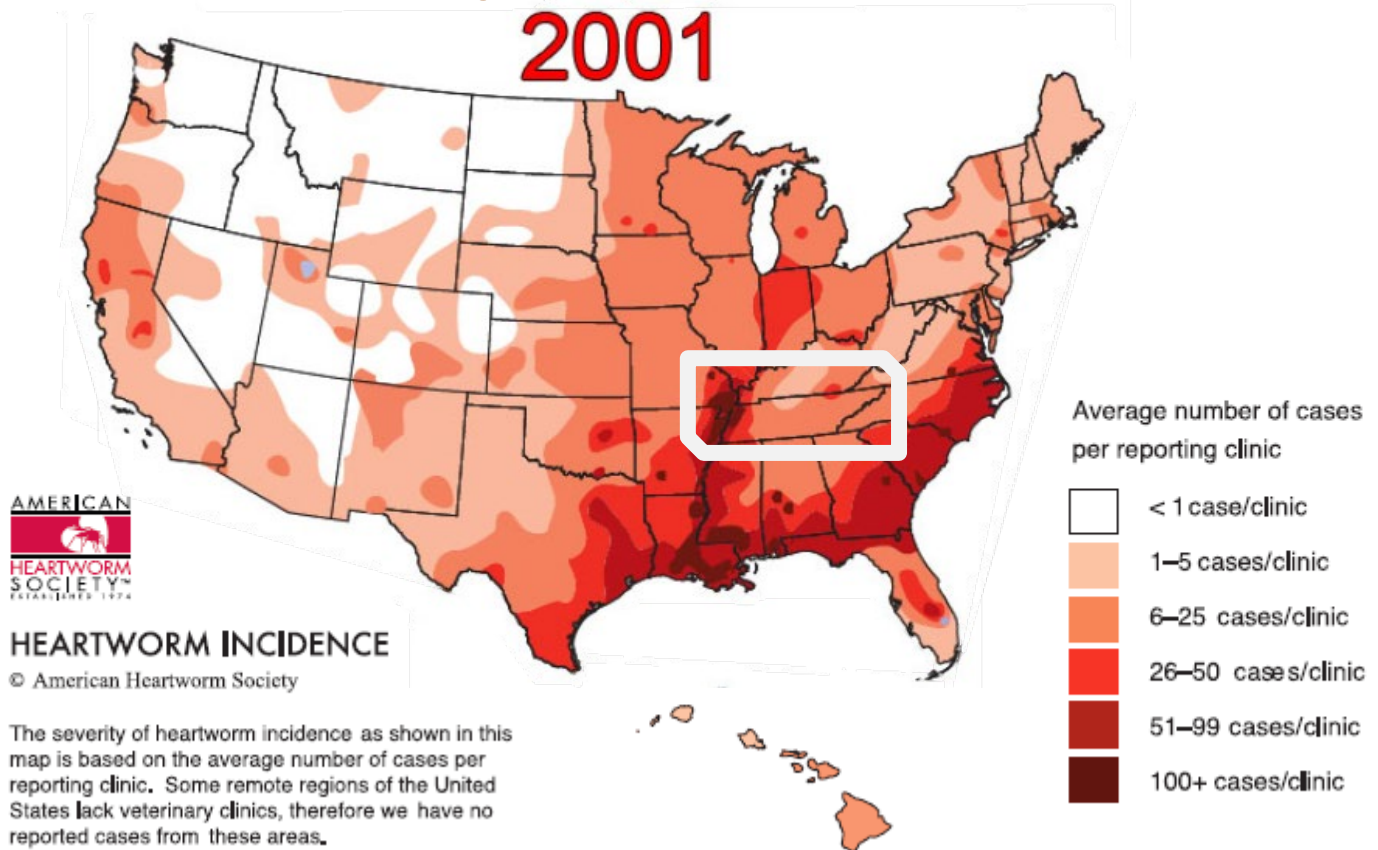 2001
Average number of cases
per reporting clinic
< 1 case/clinic
1–5 cases/clinic
6–25 cases/clinic
26–50 cases/clinic
51–99 cases/clinic
100+ cases/clinic
AMERICAN
HEARTWORM
SOCIETY™
ESTABLISHED 1974
HEARTWORM INCIDENCE
© American Heartworm Society
The severity of heartworm incidence as shown in this
map is based on the average number of cases per
reporting clinic. Some remote regions of the United
States lack veterinary clinics, therefore we have no
reported cases from these areas.